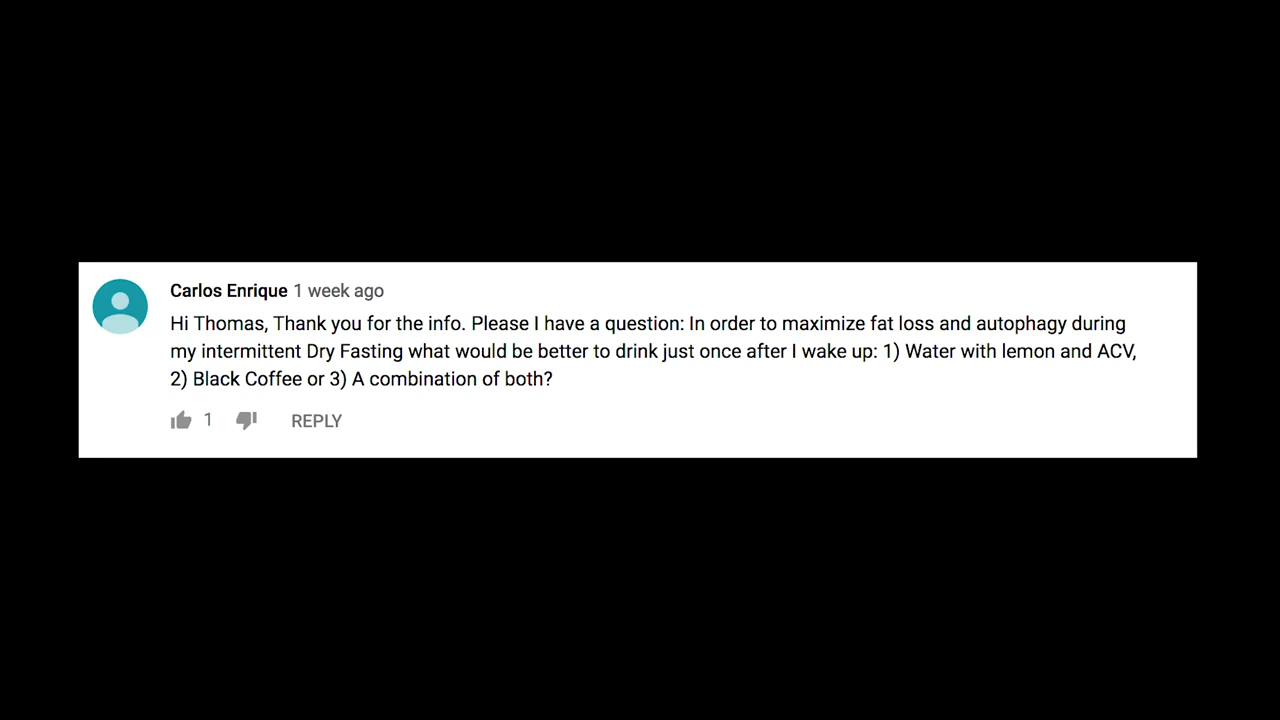 Carlos Enrique 1 week ago
Hi Thomas, Thank you for the info. Please I have a question: In order to maximize fat loss and autophagy during
my intermittent Dry Fasting what would be better to drink just once after I wake up: 1) Water with lemon and ACV,
2) Black Coffee or 3) A combination of both?
1 REPLY